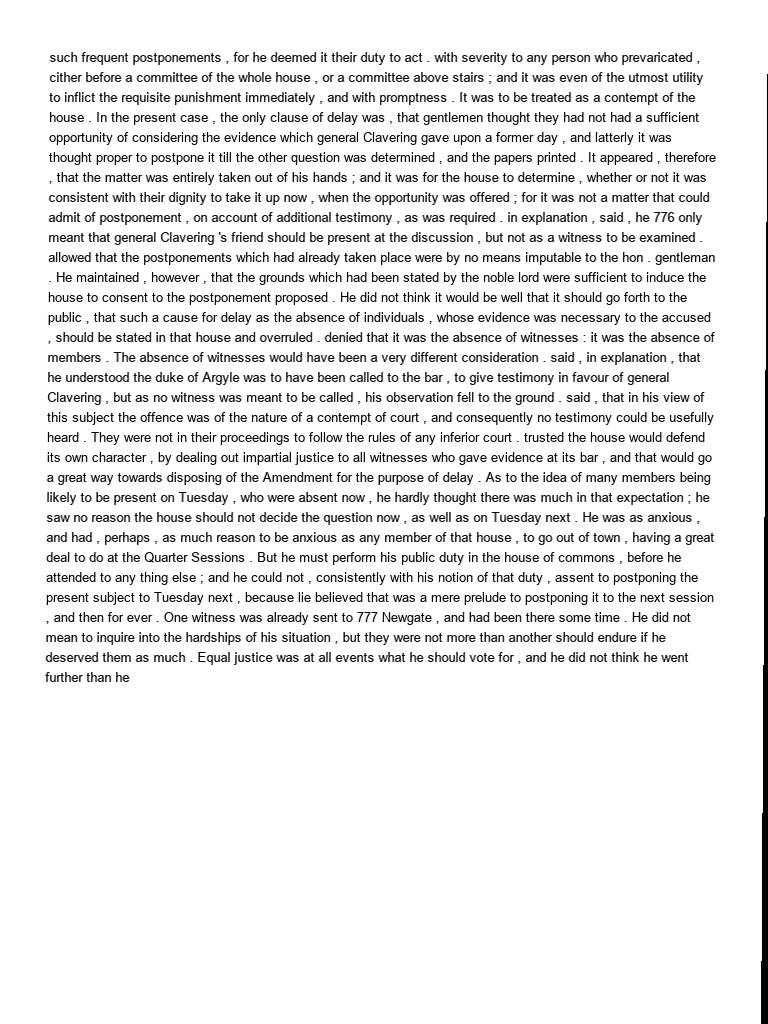 such frequent postponements , for he deemed it their duty to act . with severity to any person who prevaricated ,
cither before a committee of the whole house , or a committee above stairs ; and it was even of the utmost utility
to inflict the requisite punishment immediately , and with promptness . It was to be treated as a contempt of the
house . In the present case , the only clause of delay was , that gentlemen thought they had not had a sufficient
opportunity of considering the evidence which general Clavering gave upon a former day , and latterly it was
thought proper to postpone it till the other question was determined , and the papers printed . It appeared , therefore
, that the matter was entirely taken out of his hands ; and it was for the house to determine , whether or not it was
consistent with their dignity to take it up now , when the opportunity was offered ; for it was not a matter that could
admit of postponement , on account of additional testimony , as was required . in explanation , said , he 776 only
meant that general Clavering 's friend should be present at the discussion , but not as a witness to be examined .
allowed that the postponements which had already taken place were by no means imputable to the hon . gentleman
. He maintained , however , that the grounds which had been stated by the noble lord were sufficient to induce the
house to consent to the postponement proposed . He did not think it would be well that it should go forth to the
public , that such a cause for delay as the absence of individuals , whose evidence was necessary to the accused
, should be stated in that house and overruled . denied that it was the absence of witnesses : it was the absence of
members . The absence of witnesses would have been a very different consideration . said , in explanation , that
he understood the duke of Argyle was to have been called to the bar , to give testimony in favour of general
Clavering , but as no witness was meant to be called , his observation fell to the ground . said , that in his view of
this subject the offence was of the nature of a contempt of court , and consequently no testimony could be usefully
heard . They were not in their proceedings to follow the rules of any inferior court . trusted the house would defend
its own character , by dealing out impartial justice to all witnesses who gave evidence at its bar , and that would go
a great way towards disposing of the Amendment for the purpose of delay . As to the idea of many members being
likely to be present on Tuesday , who were absent now , he hardly thought there was much in that expectation ; he
saw no reason the house should not decide the question now , as well as on Tuesday next . He was as anxious ,
and had , perhaps , as much reason to be anxious as any member of that house , to go out of town , having a great
deal to do at the Quarter Sessions . But he must perform his public duty in the house of commons , before he
attended to any thing else ; and he could not , consistently with his notion of that duty , assent to postponing the
present subject to Tuesday next , because lie believed that was a mere prelude to postponing it to the next session
, and then for ever . One witness was already sent to 777 Newgate , and had been there some time . He did not
mean to inquire into the hardships of his situation , but they were not more than another should endure if he
deserved them as much . Equal justice was at all events what he should vote for , and he did not think he went
further than he